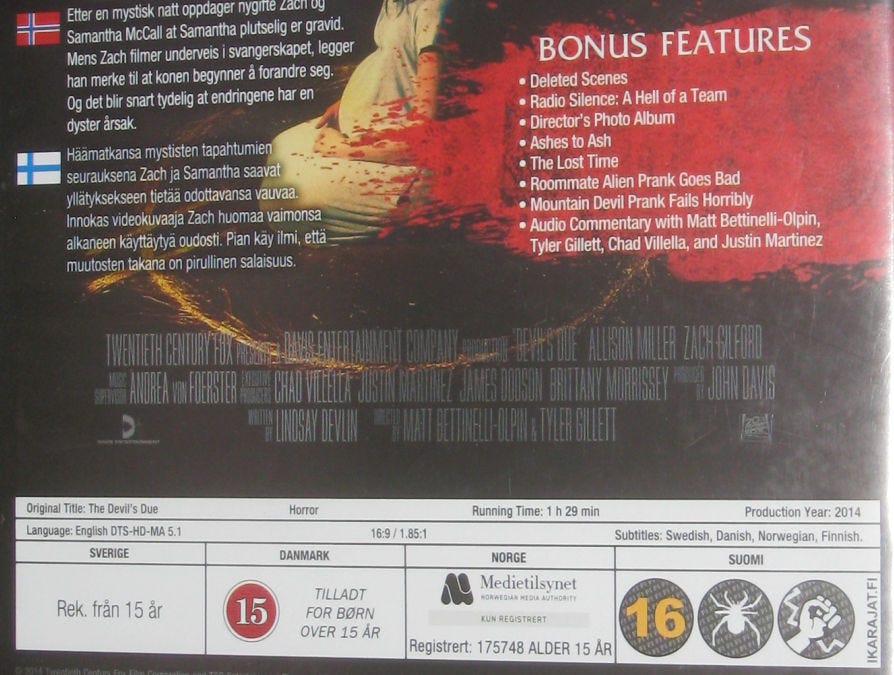 Etter en mystisk natt oppdager nygifte Zach og
Samantha McCall at Samantha plutselig er gravid.
Mens Zach filmer underveis i svangerskapet, legger
han merke til at konen begynner å forandre seg.
Og det blir snart tydelig at endringene har en
dyster årsak.
Häämatkansa mystisten tapahtumien
seurauksena Zach ja Samantha saavat
yllätyksekseen tietää odottavansa vauvaa.
Innokas videokuvaaja Zach huomaa vaimonsa
alkaneen käyttäytyä oudosti. Pian käy ilmi, että
muutosten takana on pirullinen salaisuus.
BONUS FEATURES
• Deleted Scenes
• Radio Silence: A Hell of a Team
• Director's Photo Album
• Ashes to Ash
• The Lost Time
• Roommate Alien Prank Goes Bad
• Mountain Devil Prank Fails Horribly
• Audio Commentary with Matt Bettinelli-Olpin,
Tyler Gillett, Chad Villella, and Justin Martinez
TWENTIETH CENTURY FOX PRESENTS A DAVIS ENTERTAINMENT COMPANY PRODUCTION "DEVIL'S DUE" ALLISON MILLER ZACH GILFORD
MUSIC SUPERVISOR ANDREA VON FOERSTER EXECUTIVE PRODUCERS CHAD VILLELLA JUSTIN MARTINEZ JAMES DODSON BRITTANY MORRISSEY PRODUCED BY JOHN DAVIS
WRITTEN BY LINDSAY DEVLIN DIRECTED BY MATT BETTINELLI-OLPIN & TYLER GILLETT
DAVIS ENTERTAINMENT
Original Title: The Devil's Due Horror Running Time: 1 h 29 min Production Year: 2014
Language: English DTS-HD-MA 5.1 16:9 / 1.85:1 Subtitles: Swedish, Danish, Norwegian, Finnish.
SVERIGE DANMARK NORGE SUOMI
Rek. från 15 år
15
TILLADT
FOR BØRN
OVER 15 ÅR
Medietilsynet
NORWEGIAN MEDIA AUTHORITY
KUN REGISTRERT
Registrert: 175748 ALDER 15 ÅR
16
IKARAJAT.FI
© 2014 Twentieth Century Fox Film Corporation and